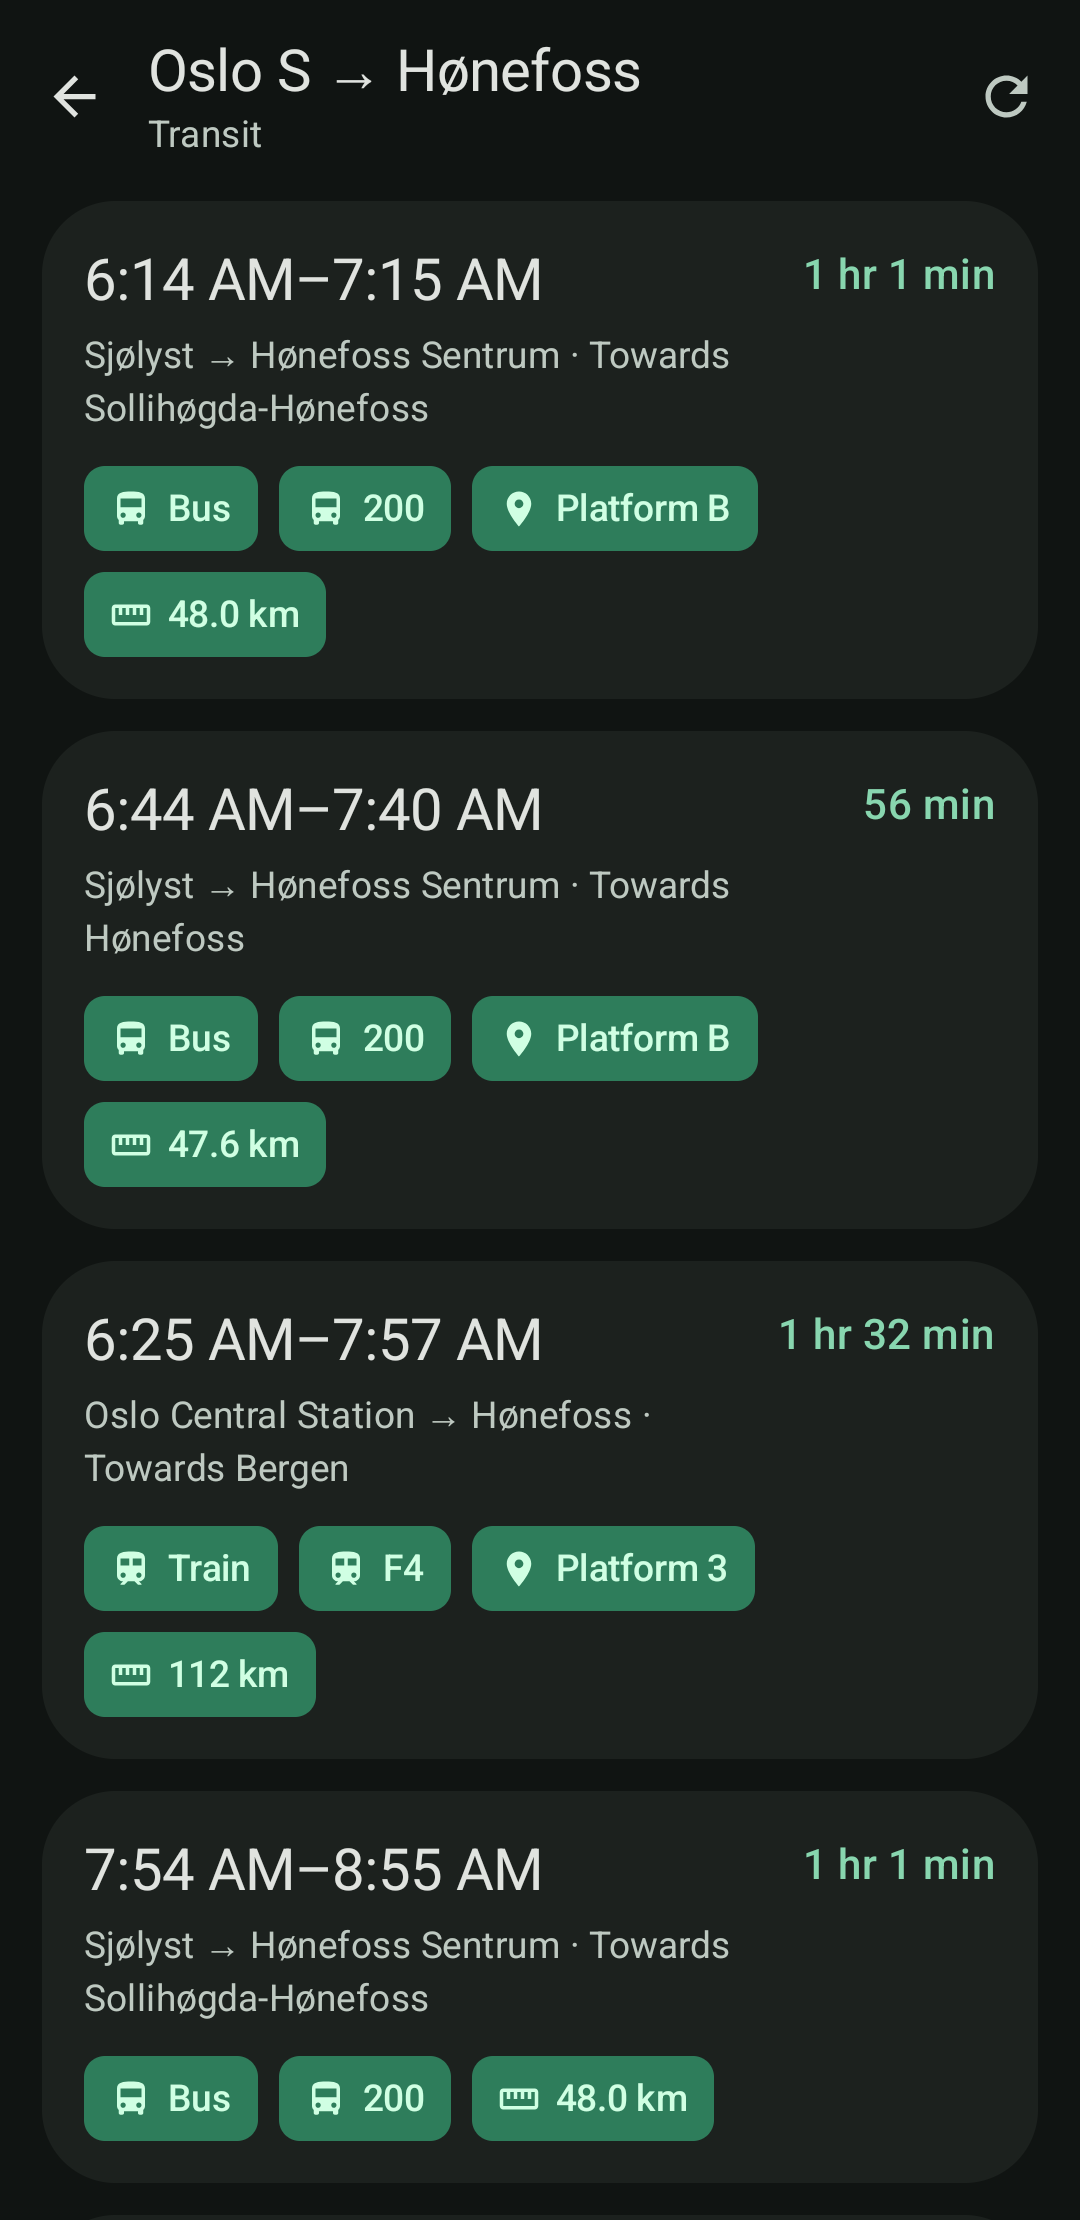 Oslo S → Hønefoss
Transit
6:14 AM–7:15 AM
1 hr 1 min
Sjølyst → Hønefoss Sentrum · Towards
Sollihøgda-Hønefoss
Bus
200
Platform B
48.0 km
6:44 AM–7:40 AM
56 min
Sjølyst → Hønefoss Sentrum · Towards
Hønefoss
Bus
200
Platform B
47.6 km
6:25 AM–7:57 AM
1 hr 32 min
Oslo Central Station → Hønefoss ·
Towards Bergen
Train
F4
Platform 3
112 km
7:54 AM–8:55 AM
1 hr 1 min
Sjølyst → Hønefoss Sentrum · Towards
Sollihøgda-Hønefoss
Bus
200
48.0 km